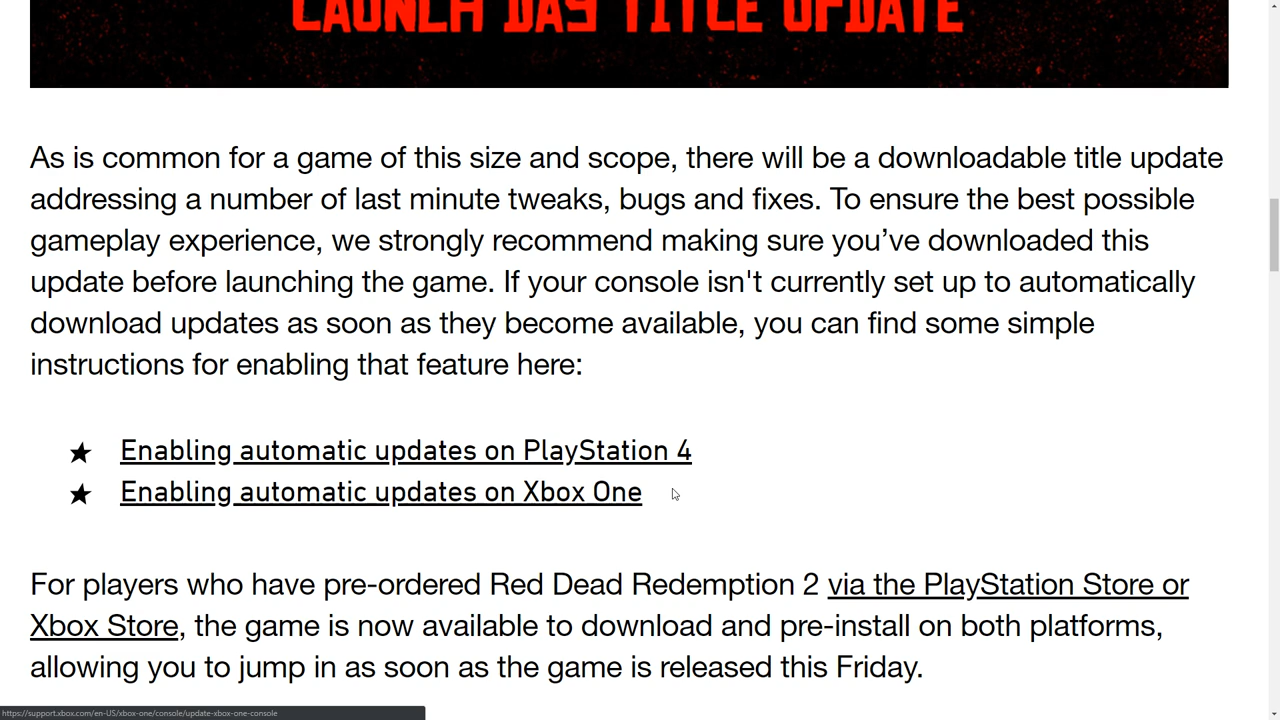 LAUNCH DAY TITLE UPDATE
As is common for a game of this size and scope, there will be a downloadable title update
addressing a number of last minute tweaks, bugs and fixes. To ensure the best possible
gameplay experience, we strongly recommend making sure you’ve downloaded this
update before launching the game. If your console isn't currently set up to automatically
download updates as soon as they become available, you can find some simple
instructions for enabling that feature here:
★ Enabling automatic updates on PlayStation 4
★ Enabling automatic updates on Xbox One
For players who have pre-ordered Red Dead Redemption 2 via the PlayStation Store or
Xbox Store, the game is now available to download and pre-install on both platforms,
allowing you to jump in as soon as the game is released this Friday.
https://support.xbox.com/en-US/xbox-one/console/update-xbox-one-console